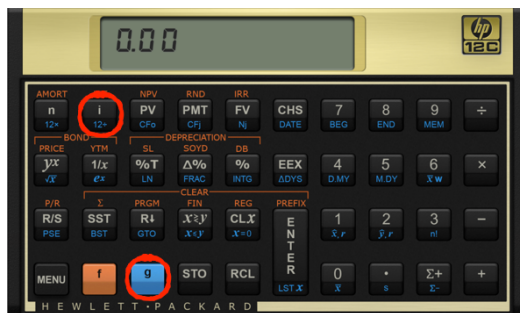 0.00
hp
12C
AMORT NPV RND IRR
n i PV PMT FV CHS 7 8 9 ÷
12× 12÷ CFo CFj Nj DATE BEG END MEM
BOND DEPRECIATION
PRICE YTM SL SOYD DB
yx 1/x %T Δ% % EEX 4 5 6 ×
√x ex LN FRAC INTG ΔDYS D.MY M.DY x̄ w
CLEAR
P/R Σ PRGM FIN REG PREFIX
R/S SST R↓ x≷y CLx ENTER 1 2 3 −
PSE BST GTO x≤y x=0 x̂, r ŷ, r n!
MENU f g STO RCL 0 • Σ+ +
LST x x̄ s Σ−
HEWLETT•PACKARD